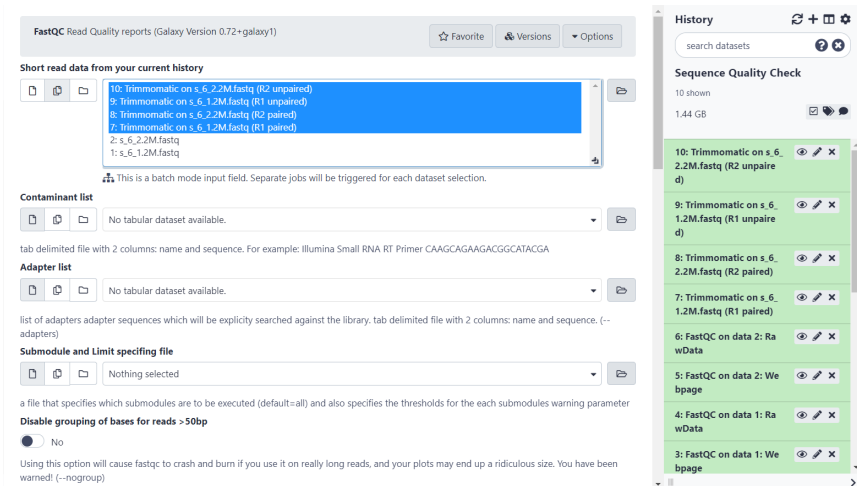 FastQC Read Quality reports (Galaxy Version 0.72+galaxy1)
Favorite
Versions
Options
Short read data from your current history
10: Trimmomatic on s_6_2.2M.fastq (R2 unpaired)
9: Trimmomatic on s_6_1.2M.fastq (R1 unpaired)
8: Trimmomatic on s_6_2.2M.fastq (R2 paired)
7: Trimmomatic on s_6_1.2M.fastq (R1 paired)
2: s_6_2.2M.fastq
1: s_6_1.2M.fastq
This is a batch mode input field. Separate jobs will be triggered for each dataset selection.
Contaminant list
No tabular dataset available.
tab delimited file with 2 columns: name and sequence. For example: Illumina Small RNA RT Primer CAAGCAGAAGACGGCATACGA
Adapter list
No tabular dataset available.
list of adapters adapter sequences which will be explicity searched against the library. tab delimited file with 2 columns: name and sequence. (--
adapters)
Submodule and Limit specifing file
Nothing selected
a file that specifies which submodules are to be executed (default=all) and also specifies the thresholds for the each submodules warning parameter
Disable grouping of bases for reads >50bp
No
Using this option will cause fastqc to crash and burn if you use it on really long reads, and your plots may end up a ridiculous size. You have been
warned! (--nogroup)
History
search datasets
Sequence Quality Check
10 shown
1.44 GB
10: Trimmomatic on s_6_
2.2M.fastq (R2 unpaire
d)
9: Trimmomatic on s_6_
1.2M.fastq (R1 unpaire
d)
8: Trimmomatic on s_6_
2.2M.fastq (R2 paired)
7: Trimmomatic on s_6_
1.2M.fastq (R1 paired)
6: FastQC on data 2: Ra
wData
5: FastQC on data 2: We
bpage
4: FastQC on data 1: Ra
wData
3: FastQC on data 1: We
bpage